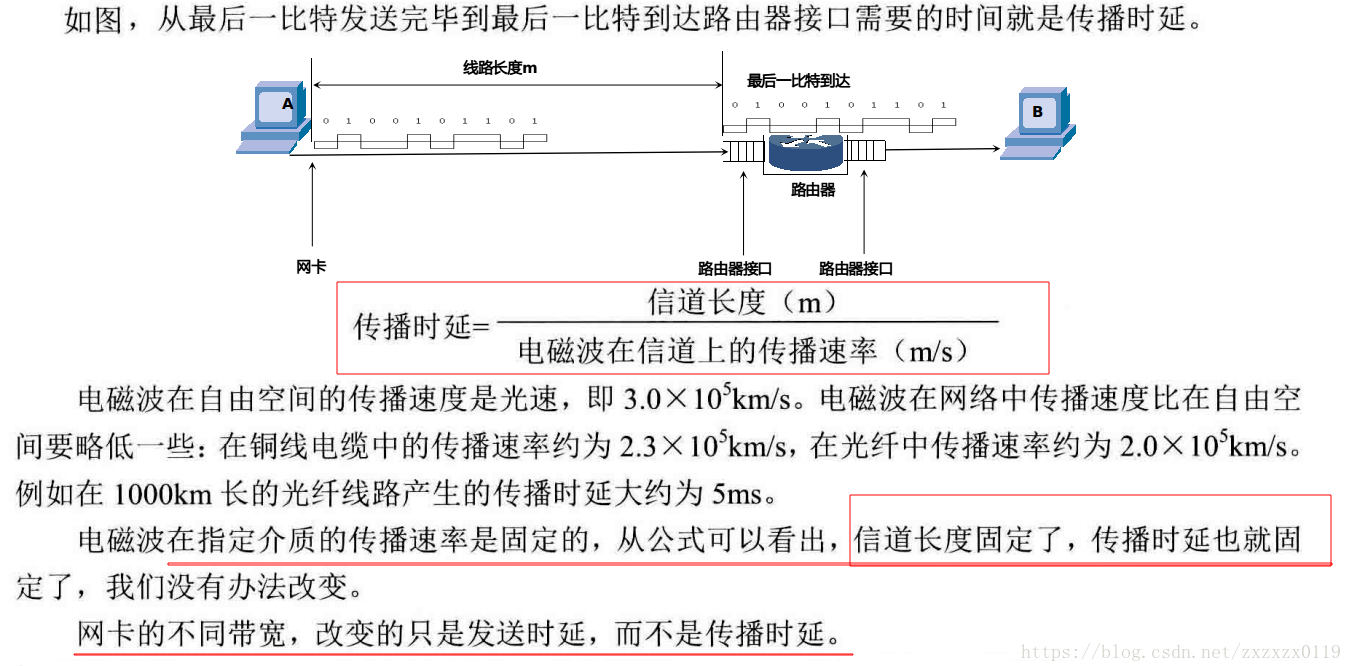 如图，从最后一比特发送完毕到最后一比特到达路由器接口需要的时间就是传播时延。
线路长度m
最后一比特到达
A
0 1 0 0 1 0 1 1 0 1
0 1 0 0 1 0 1 1 0 1
B
路由器
网卡
路由器接口
路由器接口
传播时延=
信道长度（m）
电磁波在信道上的传播速率（m/s）
电磁波在自由空间的传播速度是光速，即 3.0×10⁵km/s。电磁波在网络中传播速度比在自由空
间要略低一些：在铜线电缆中的传播速率约为 2.3×10⁵km/s，在光纤中传播速率约为 2.0×10⁵km/s。
例如在 1000km 长的光纤线路产生的传播时延大约为 5ms。
电磁波在指定介质的传播速率是固定的，从公式可以看出，信道长度固定了，传播时延也就固
定了，我们没有办法改变。
网卡的不同带宽，改变的只是发送时延，而不是传播时延。
https://blog.csdn.net/zxzxzx0119